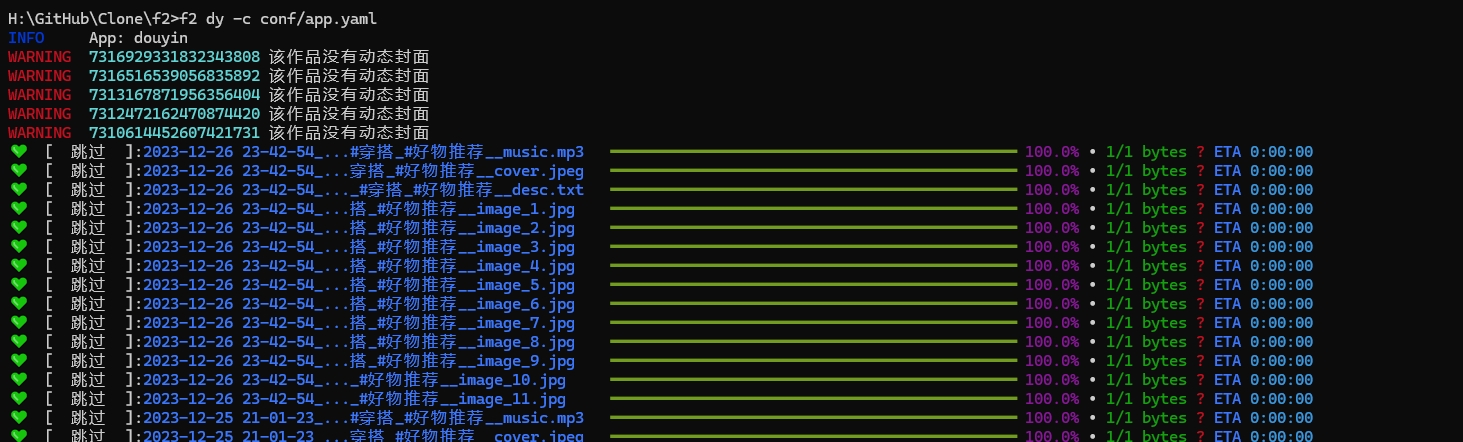 H:\GitHub\Clone\f2>f2 dy -c conf/app.yaml
INFO App: douyin
WARNING 7316929331832343808 该作品没有动态封面
WARNING 7316516539056835892 该作品没有动态封面
WARNING 7313167871956356404 该作品没有动态封面
WARNING 7312472162470874420 该作品没有动态封面
WARNING 7310614452607421731 该作品没有动态封面
💚 [ 跳过 ]:2023-12-26 23-42-54_...#穿搭_#好物推荐__music.mp3 100.0% • 1/1 bytes ? ETA 0:00:00
💚 [ 跳过 ]:2023-12-26 23-42-54_...穿搭_#好物推荐__cover.jpeg 100.0% • 1/1 bytes ? ETA 0:00:00
💚 [ 跳过 ]:2023-12-26 23-42-54_..._#穿搭_#好物推荐__desc.txt 100.0% • 1/1 bytes ? ETA 0:00:00
💚 [ 跳过 ]:2023-12-26 23-42-54_...搭_#好物推荐__image_1.jpg 100.0% • 1/1 bytes ? ETA 0:00:00
💚 [ 跳过 ]:2023-12-26 23-42-54_...搭_#好物推荐__image_2.jpg 100.0% • 1/1 bytes ? ETA 0:00:00
💚 [ 跳过 ]:2023-12-26 23-42-54_...搭_#好物推荐__image_3.jpg 100.0% • 1/1 bytes ? ETA 0:00:00
💚 [ 跳过 ]:2023-12-26 23-42-54_...搭_#好物推荐__image_4.jpg 100.0% • 1/1 bytes ? ETA 0:00:00
💚 [ 跳过 ]:2023-12-26 23-42-54_...搭_#好物推荐__image_5.jpg 100.0% • 1/1 bytes ? ETA 0:00:00
💚 [ 跳过 ]:2023-12-26 23-42-54_...搭_#好物推荐__image_6.jpg 100.0% • 1/1 bytes ? ETA 0:00:00
💚 [ 跳过 ]:2023-12-26 23-42-54_...搭_#好物推荐__image_7.jpg 100.0% • 1/1 bytes ? ETA 0:00:00
💚 [ 跳过 ]:2023-12-26 23-42-54_...搭_#好物推荐__image_8.jpg 100.0% • 1/1 bytes ? ETA 0:00:00
💚 [ 跳过 ]:2023-12-26 23-42-54_...搭_#好物推荐__image_9.jpg 100.0% • 1/1 bytes ? ETA 0:00:00
💚 [ 跳过 ]:2023-12-26 23-42-54_..._#好物推荐__image_10.jpg 100.0% • 1/1 bytes ? ETA 0:00:00
💚 [ 跳过 ]:2023-12-26 23-42-54_..._#好物推荐__image_11.jpg 100.0% • 1/1 bytes ? ETA 0:00:00
💚 [ 跳过 ]:2023-12-25 21-01-23_...#穿搭_#好物推荐__music.mp3 100.0% • 1/1 bytes ? ETA 0:00:00
💚 [ 跳过 ]:2023-12-25 21-01-23_...穿搭_#好物推荐__cover.jpeg 100.0% • 1/1 bytes ? ETA 0:00:00